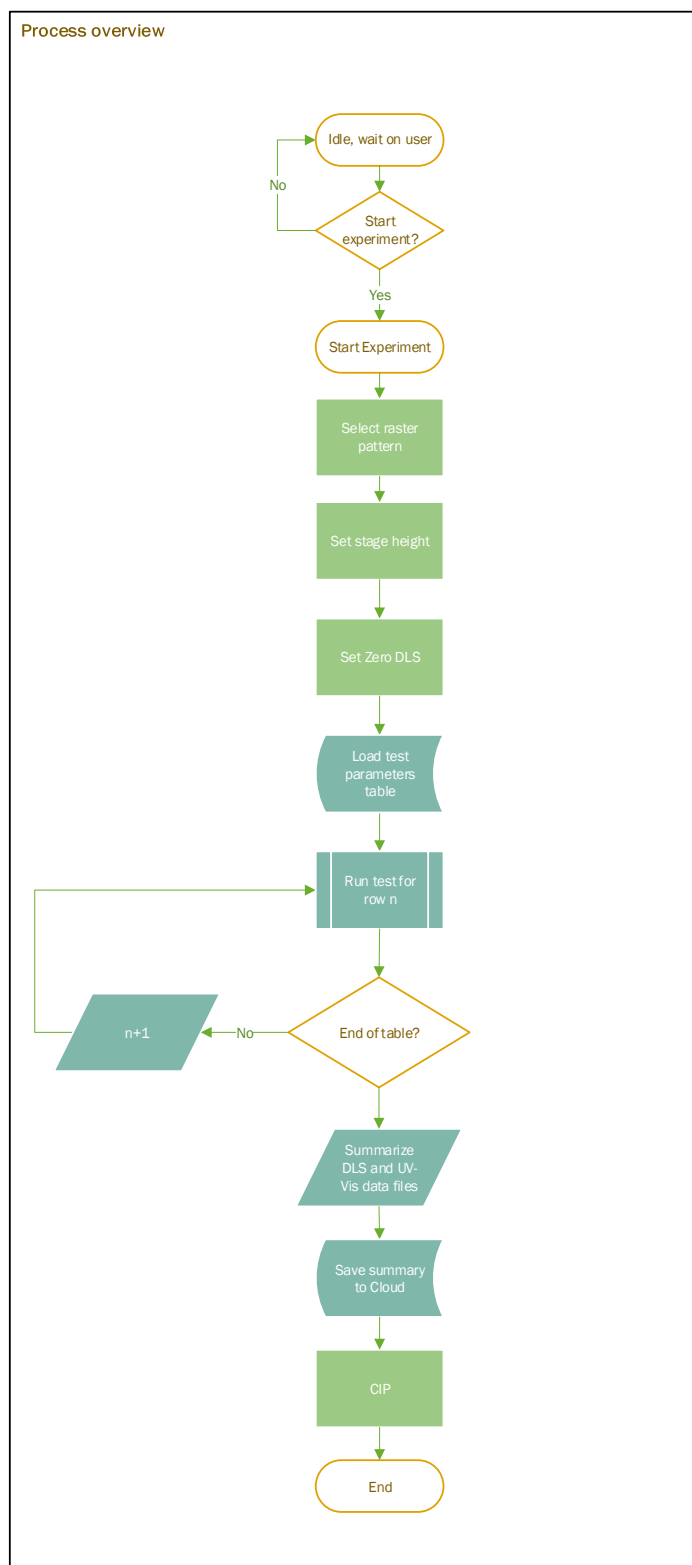 Process overview
Idle, wait on user
No
Start
experiment?
Yes
Start Experiment
Select raster
pattern
Set stage height
Set Zero DLS
Load test
parameters
table
Run test for
row n
End of table?
No
n+1
Summarize
DLS and UV-
Vis data files
Save summary
to Cloud
CIP
End